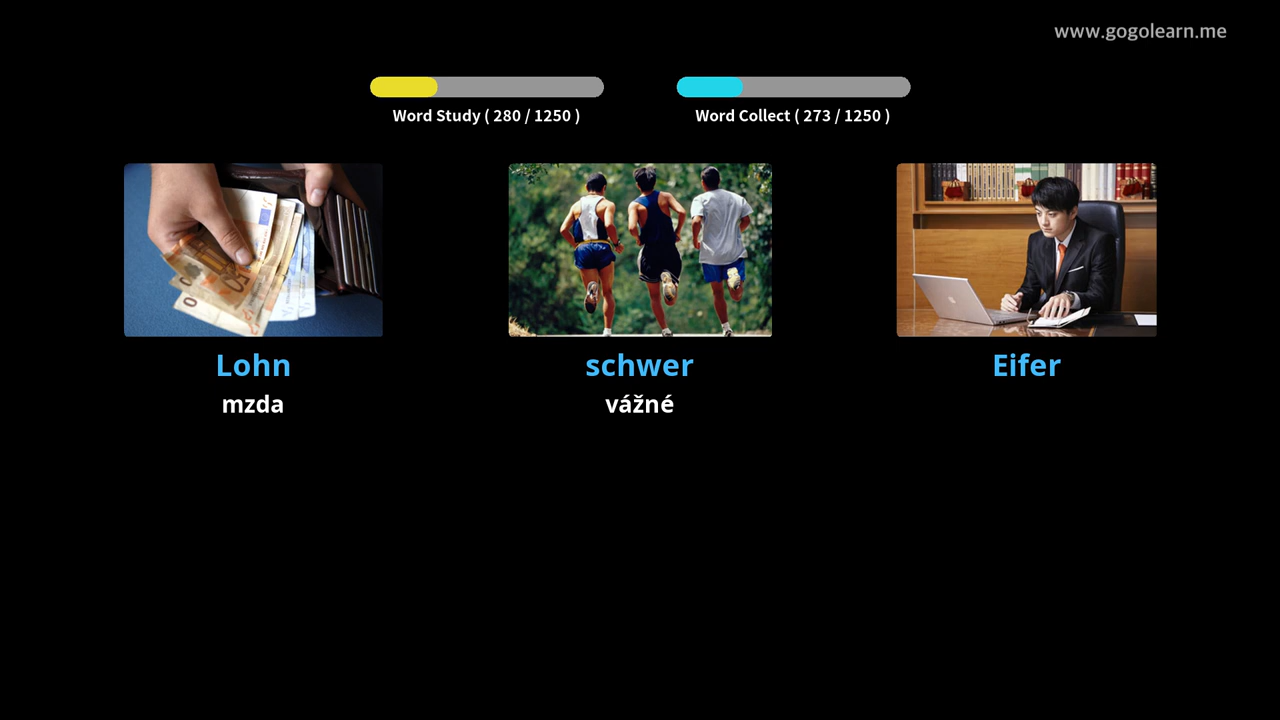 www.gogolearn.me
Word Study ( 280 / 1250 )
Word Collect ( 273 / 1250 )
Lohn
schwer
Eifer
mzda
vážné